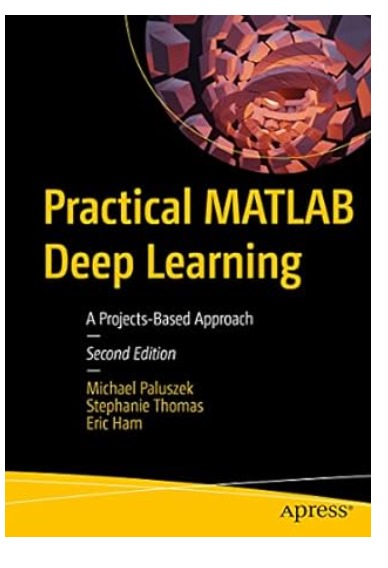 Practical MATLAB
Deep Learning
A Projects-Based Approach
—
Second Edition
—
Michael Paluszek
Stephanie Thomas
Eric Ham
Apress®